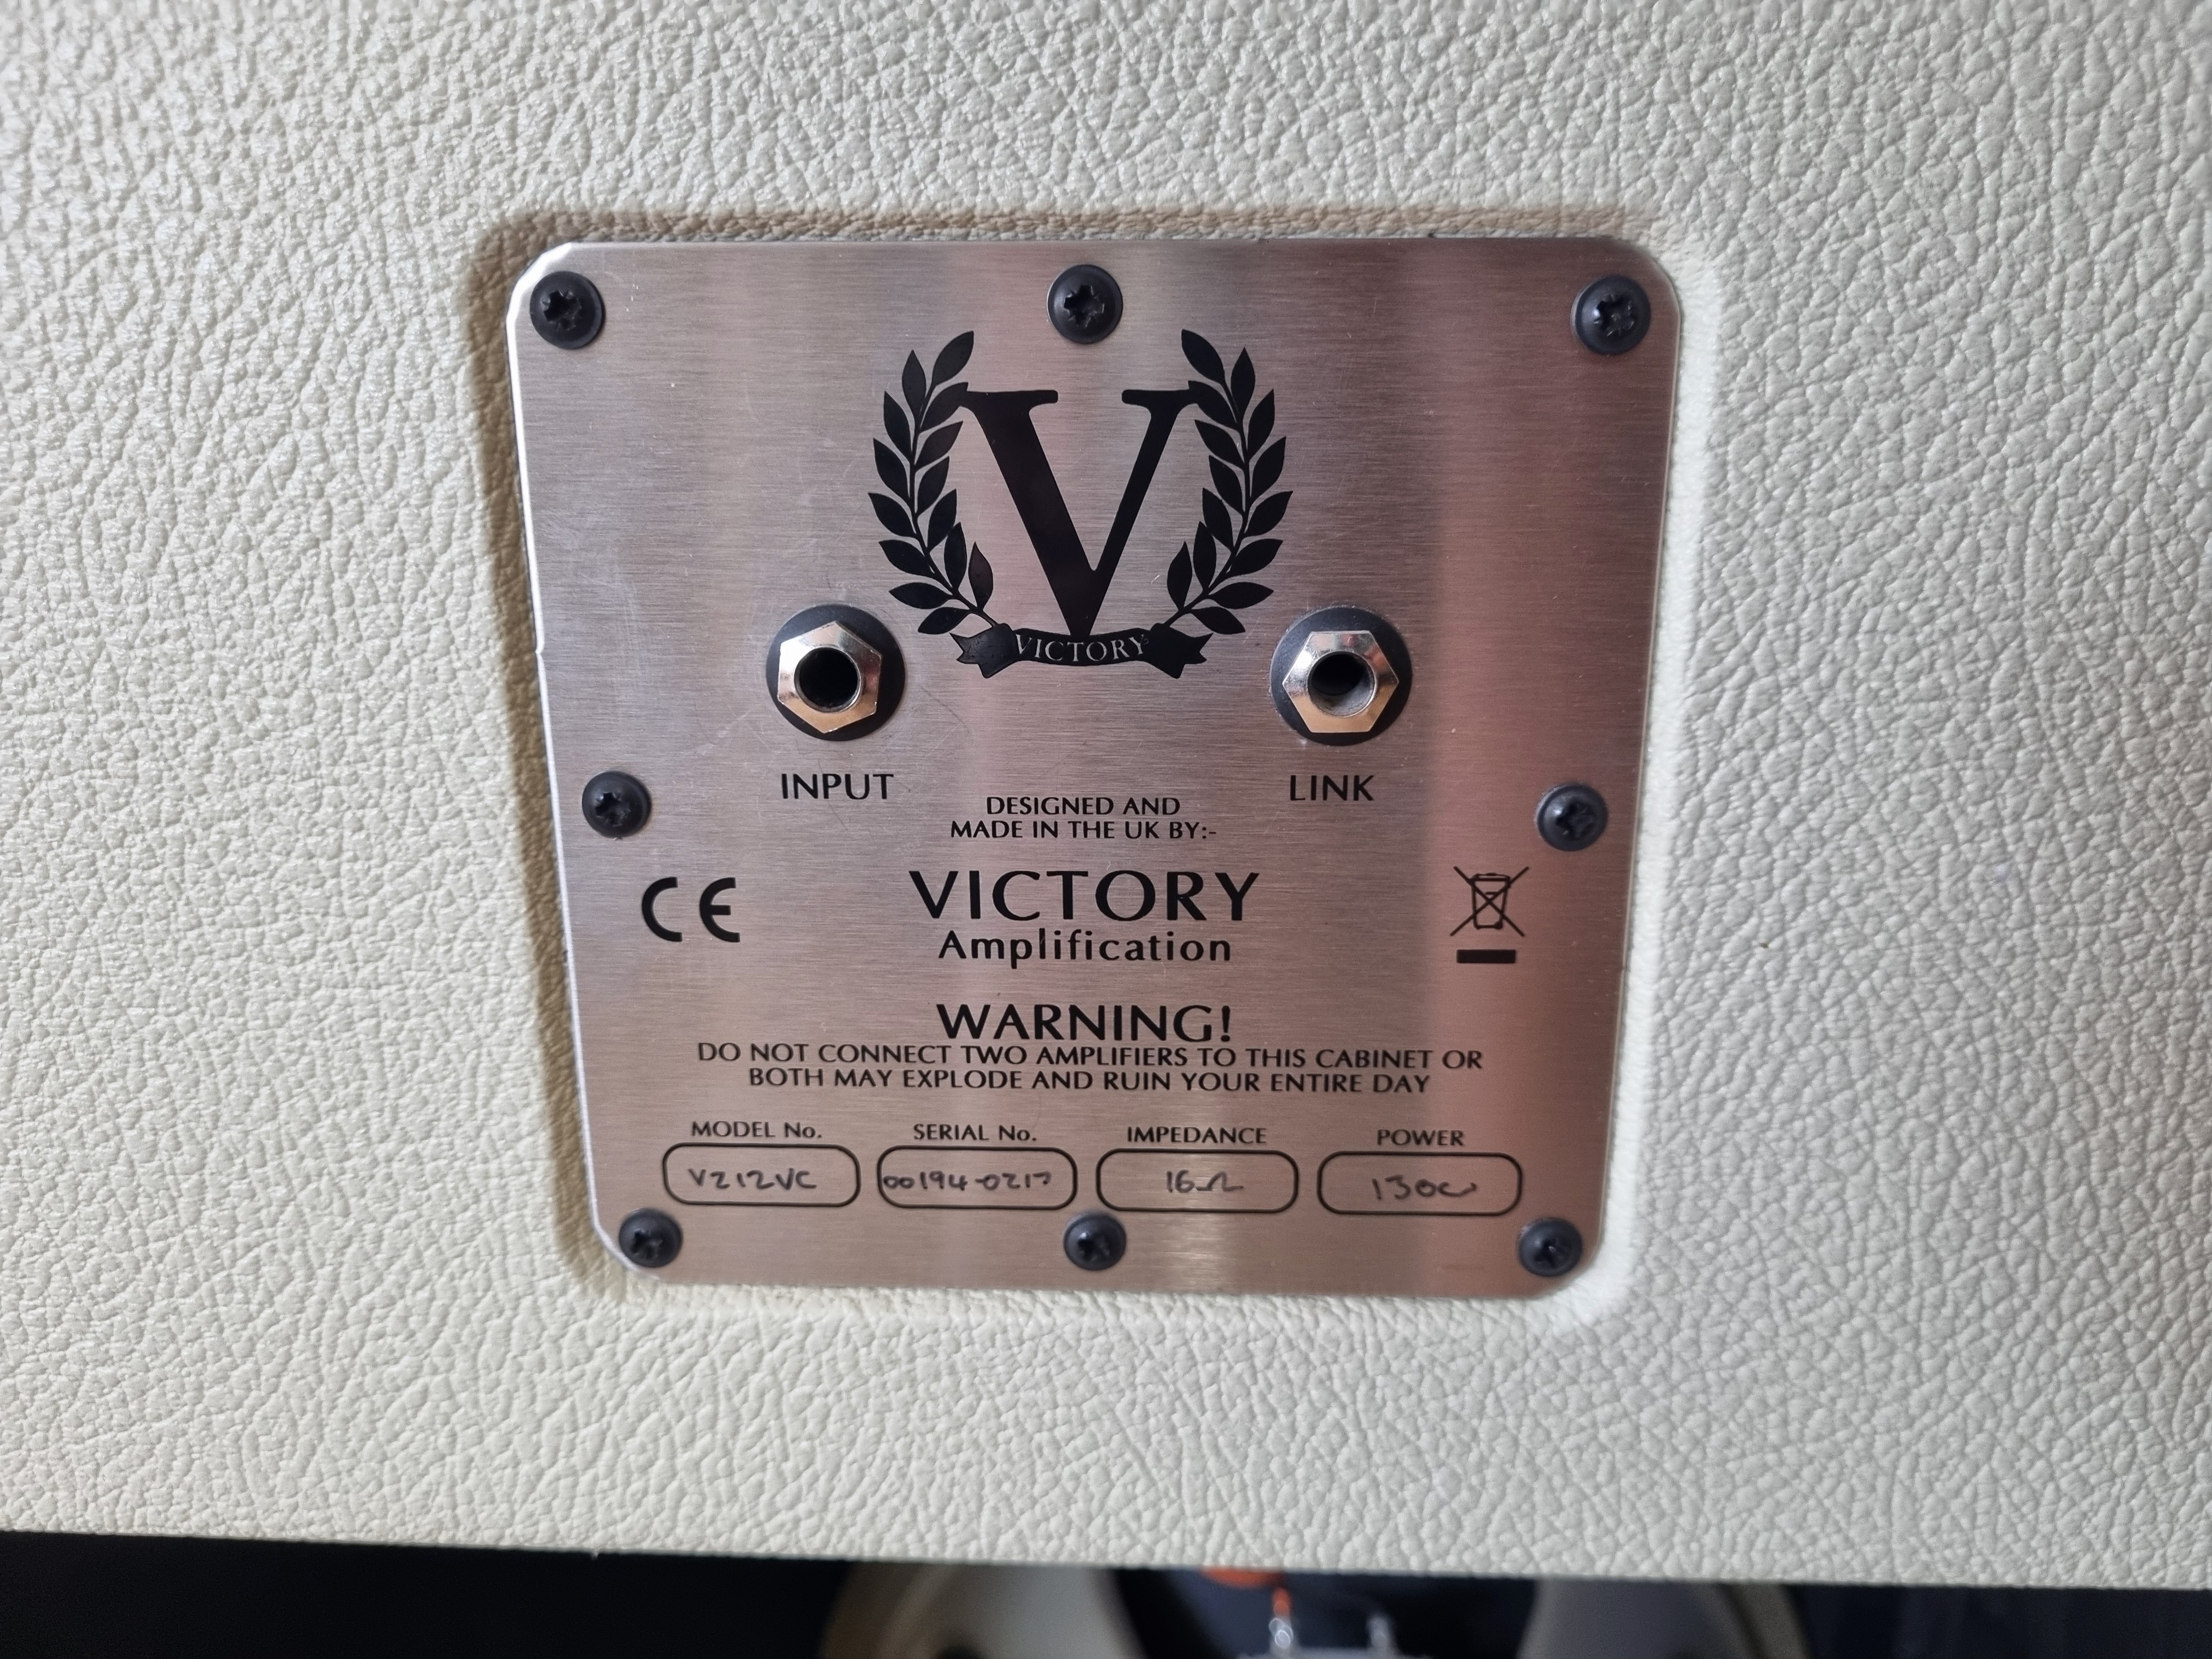 V
VICTORY
INPUT
LINK
DESIGNED AND
MADE IN THE UK BY:-
CE
VICTORY
Amplification
WARNING!
DO NOT CONNECT TWO AMPLIFIERS TO THIS CABINET OR
BOTH MAY EXPLODE AND RUIN YOUR ENTIRE DAY
MODEL No. SERIAL No. IMPEDANCE POWER
V212VC 00194-0217 16Ω 130W